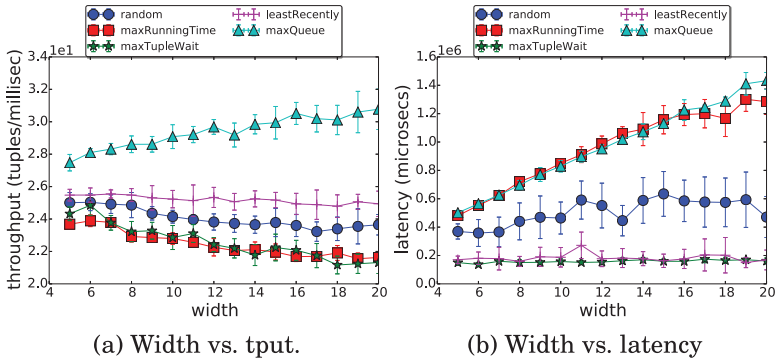 random
maxRunningTime
maxTupleWait
leastRecently
maxQueue
3.4 1e1
3.2
3.0
2.8
2.6
2.4
2.2
2.0
throughput (tuples/millisec)
4 6 8 10 12 14 16 18 20
width
(a) Width vs. tput.
random
maxRunningTime
maxTupleWait
leastRecently
maxQueue
1.6 1e6
1.4
1.2
1.0
0.8
0.6
0.4
0.2
0.0
latency (microsecs)
4 6 8 10 12 14 16 18 20
width
(b) Width vs. latency